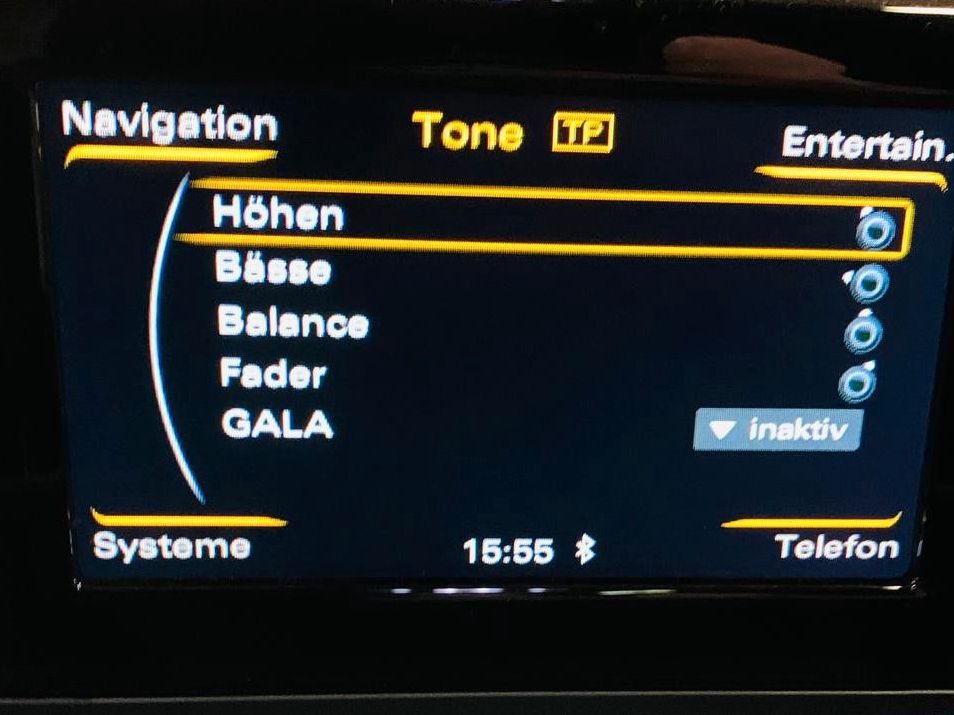 Navigation Tone TP Entertain.
Höhen
Bässe
Balance
Fader
GALA inaktiv
Systeme 15:55 Telefon